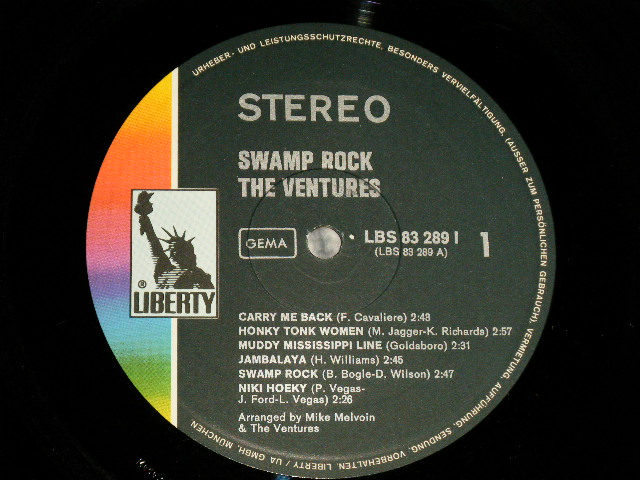 URHEBER- UND LEISTUNGSSCHUTZRECHTE, BESONDERS VERVIELFÄLTIGUNG, (AUSSER ZUM PERSÖNLICHEN GEBRAUCH), VERMIETUNG, AUFFÜHRUNG, SENDUNG, VORBEHALTEN. LIBERTY / UA GMBH, MÜNCHEN
STEREO
SWAMP ROCK
THE VENTURES
GEMA
LBS 83 289 I
(LBS 83 289 A)
1
®
LIBERTY
CARRY ME BACK (F. Cavaliere) 2:48
HONKY TONK WOMEN (M. Jagger-K. Richards) 2:57
MUDDY MISSISSIPPI LINE (Goldsboro) 2:31
JAMBALAYA (H. Williams) 2:45
SWAMP ROCK (B. Bogle-D. Wilson) 2:47
NIKI HOEKY (P. Vegas-
J. Ford-L. Vegas) 2:26
Arranged by Mike Melvoin
& The Ventures